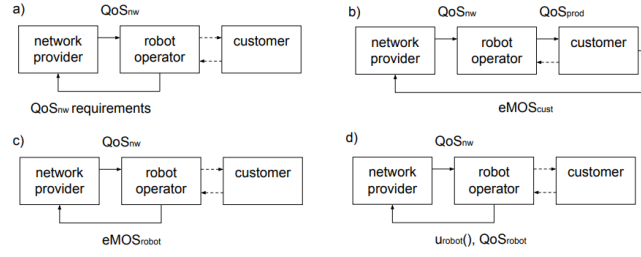 a)
QoSnw
network provider
robot operator
customer
QoSnw requirements
b)
QoSnw
QoSprod
network provider
robot operator
customer
eMOScust
c)
QoSnw
network provider
robot operator
customer
eMOSrobot
d)
QoSnw
network provider
robot operator
customer
urobot(), QoSrobot